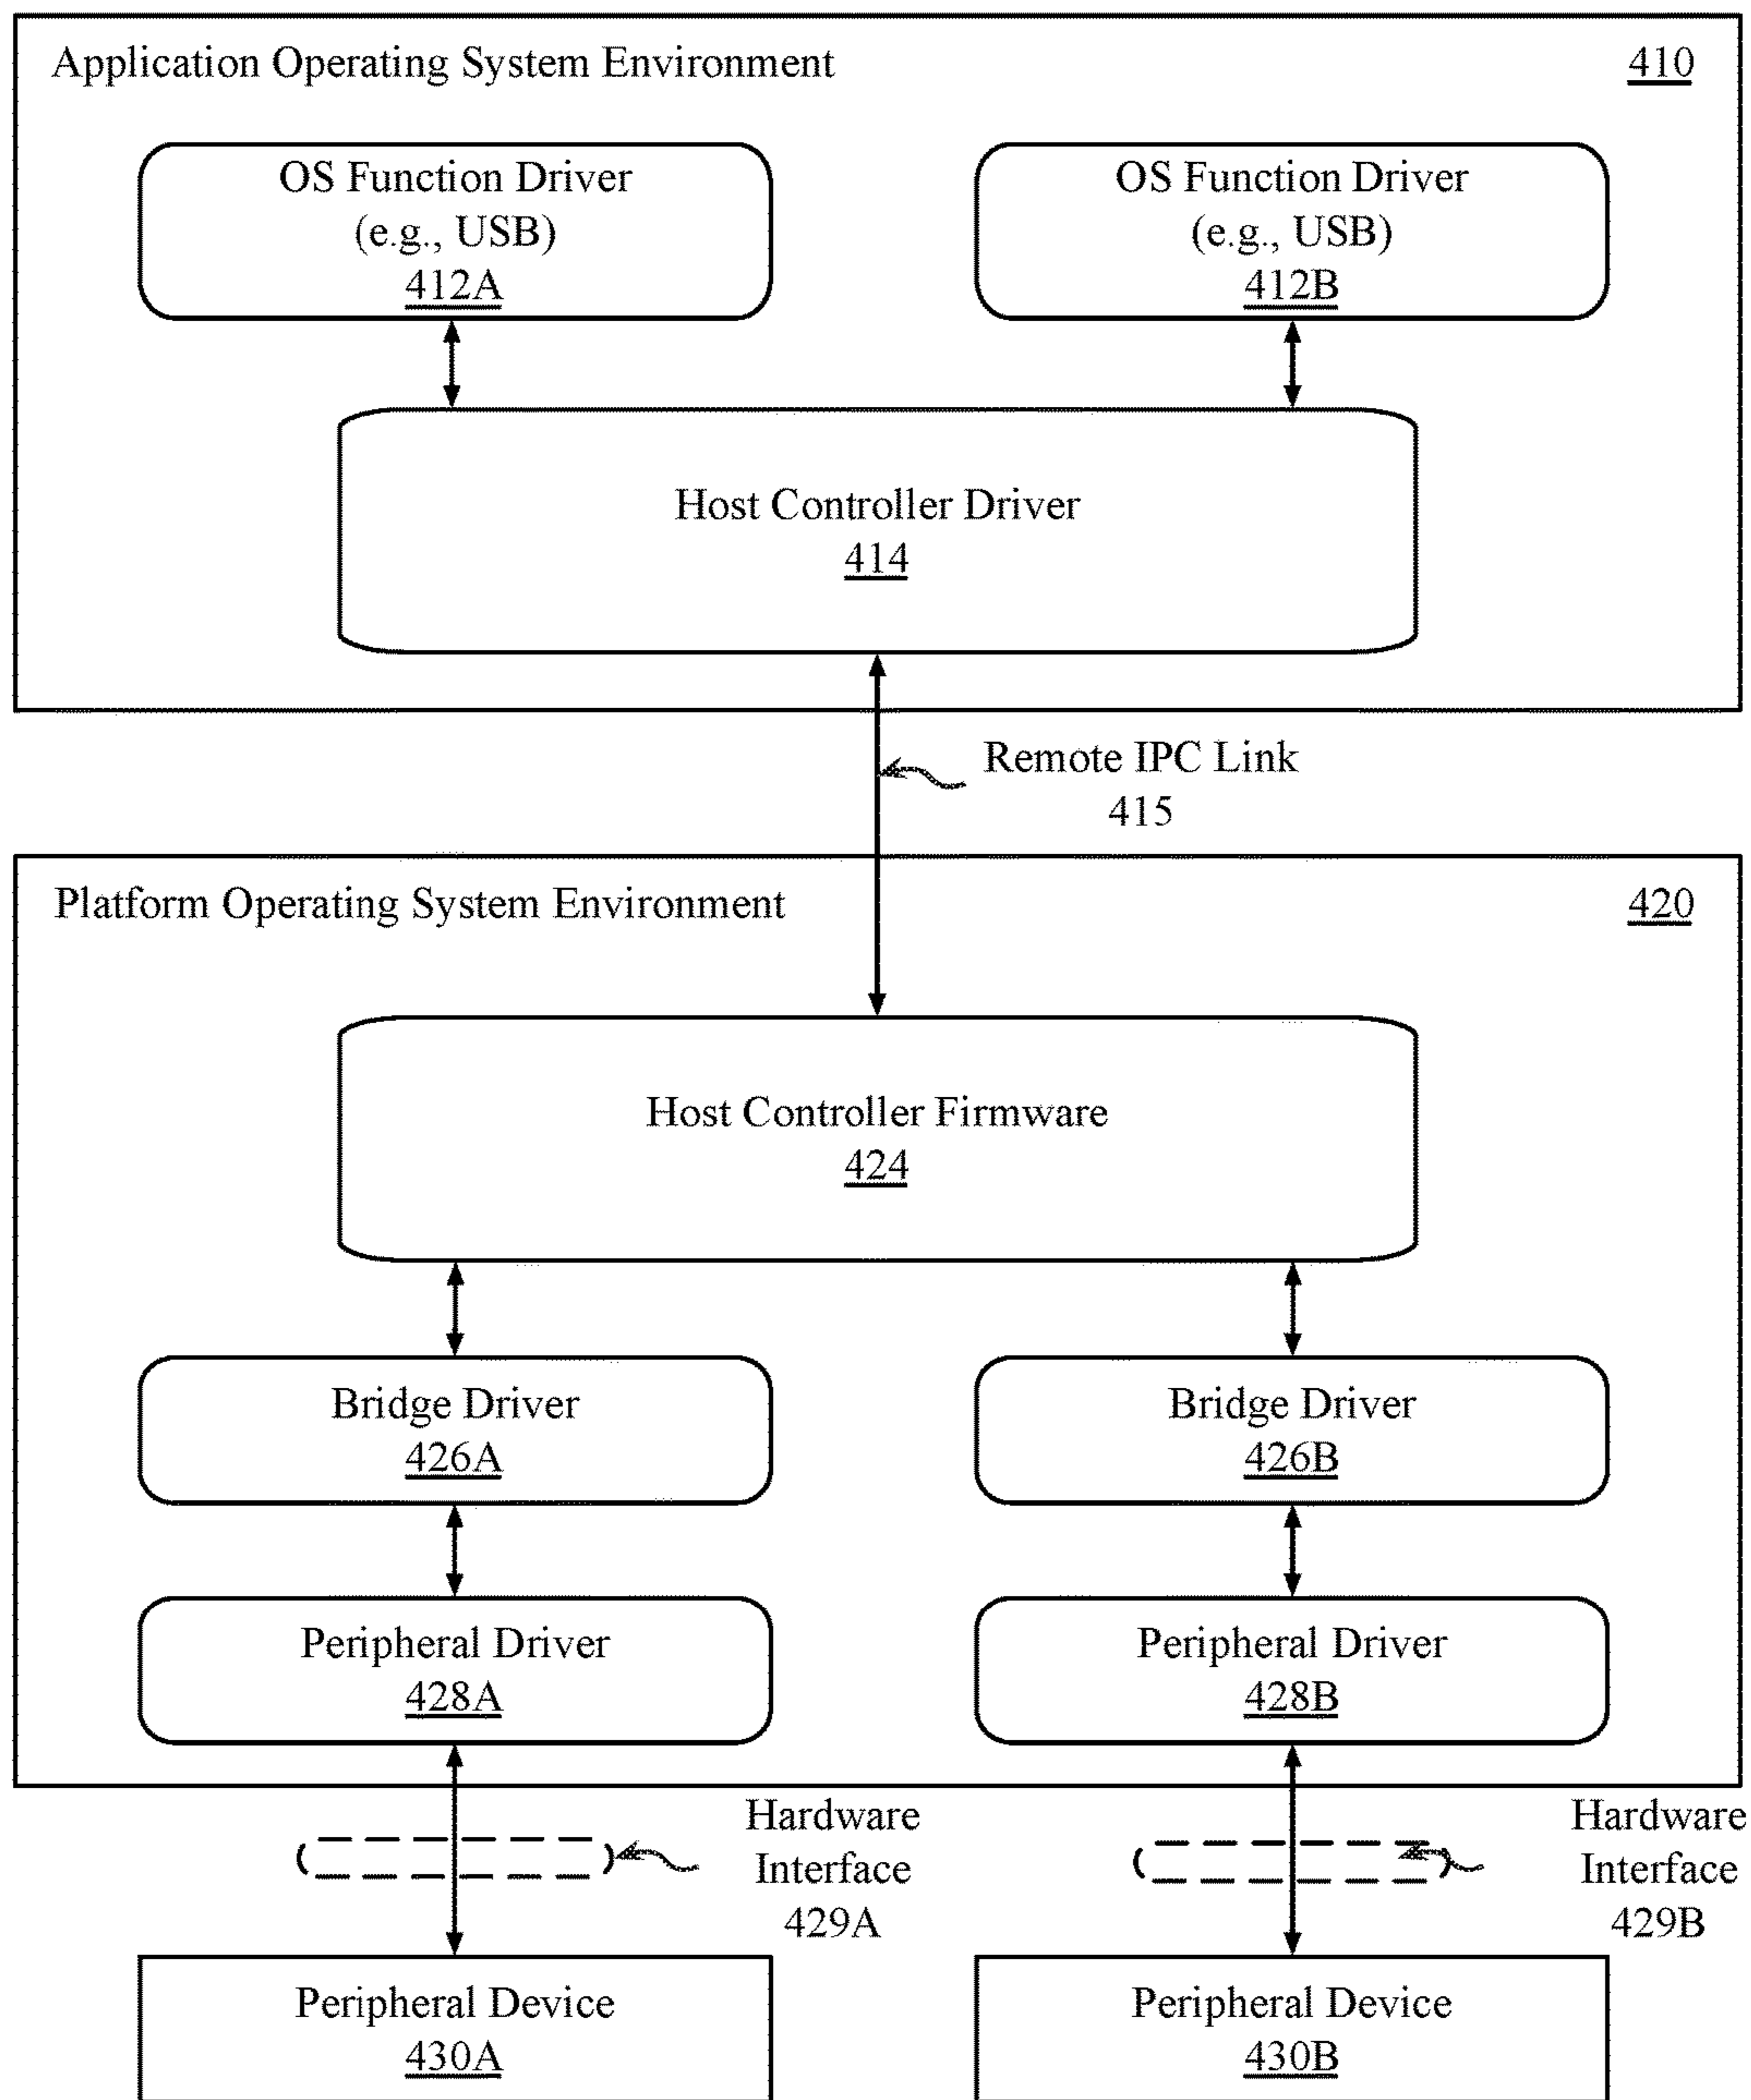 Application Operating System Environment 410
OS Function Driver
(e.g., USB)
412A
OS Function Driver
(e.g., USB)
412B
Host Controller Driver
414
Remote IPC Link
415
Platform Operating System Environment 420
Host Controller Firmware
424
Bridge Driver
426A
Bridge Driver
426B
Peripheral Driver
428A
Peripheral Driver
428B
Hardware
Interface
429A
Hardware
Interface
429B
Peripheral Device
430A
Peripheral Device
430B